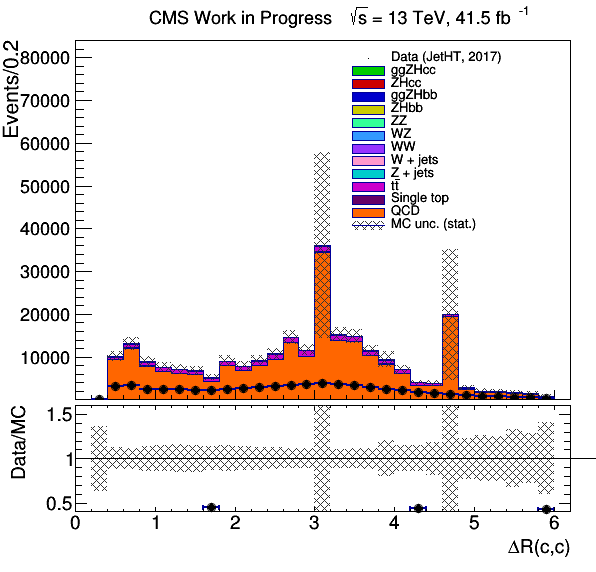 CMS Work in Progress √s = 13 TeV, 41.5 fb⁻¹
Events/0.2
80000
70000
60000
50000
40000
30000
20000
10000
Data (JetHT, 2017)
ggZHcc
ZHcc
ggZHbb
ZHbb
ZZ
WZ
WW
W + jets
Z + jets
tt̄
Single top
QCD
MC unc. (stat.)
Data/MC
1.5
1
0.5
0 1 2 3 4 5 6
ΔR(c,c)